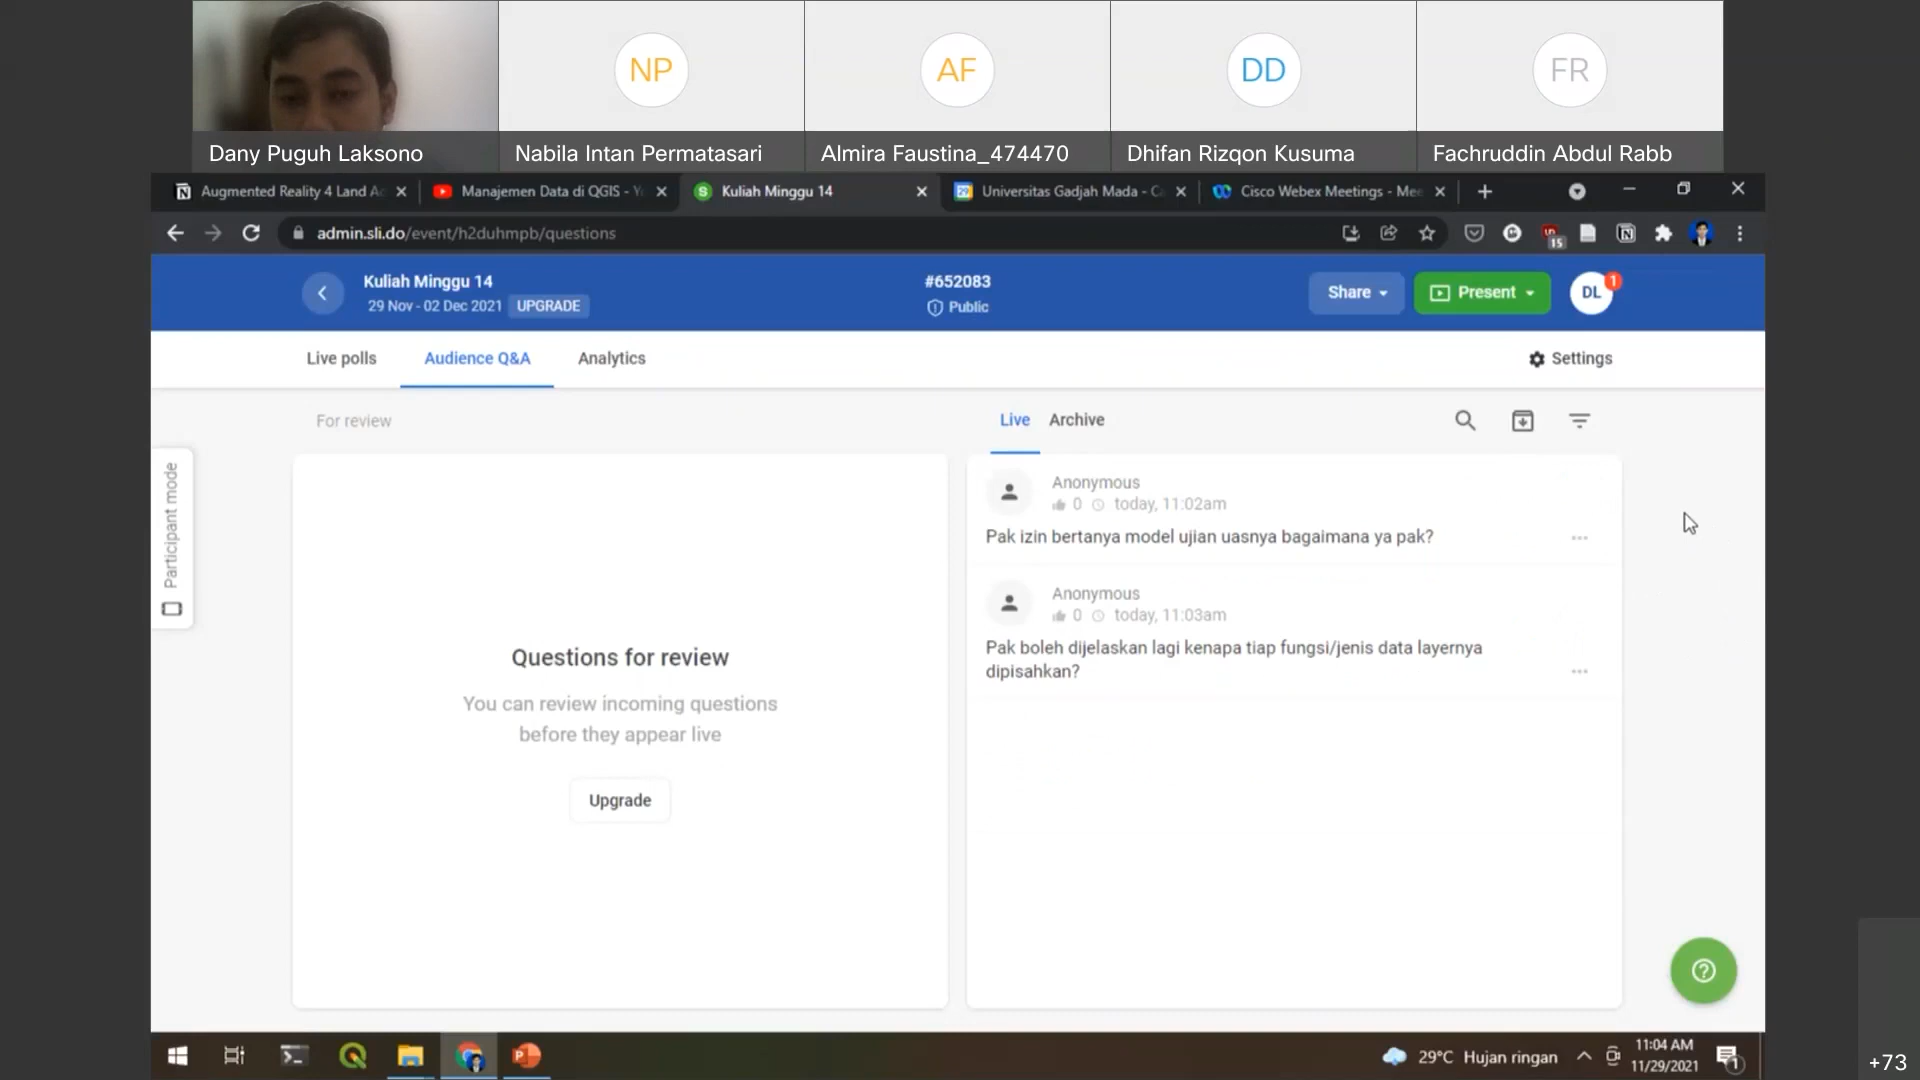 NP
AF
DD
FR
Dany Puguh Laksono
Nabila Intan Permatasari
Almira Faustina_474470
Dhifan Rizqon Kusuma
Fachruddin Abdul Rabb
Augmented Reality 4 Land A
Manajemen Data di QGIS - Y
Kuliah Minggu 14
Universitas Gadjah Mada - C
Cisco Webex Meetings - Mee
admin.sli.do/event/h2duhmpb/questions
15
Kuliah Minggu 14
29 Nov - 02 Dec 2021 UPGRADE
#652083
Public
Share
Present
DL
1
Live polls
Audience Q&A
Analytics
Settings
For review
Live
Archive
Participant mode
Questions for review
You can review incoming questions
before they appear live
Upgrade
Anonymous
0 today, 11:02am
Pak izin bertanya model ujian uasnya bagaimana ya pak?
Anonymous
0 today, 11:03am
Pak boleh dijelaskan lagi kenapa tiap fungsi/jenis data layernya
dipisahkan?
29°C Hujan ringan
11:04 AM
11/29/2021
1
+73